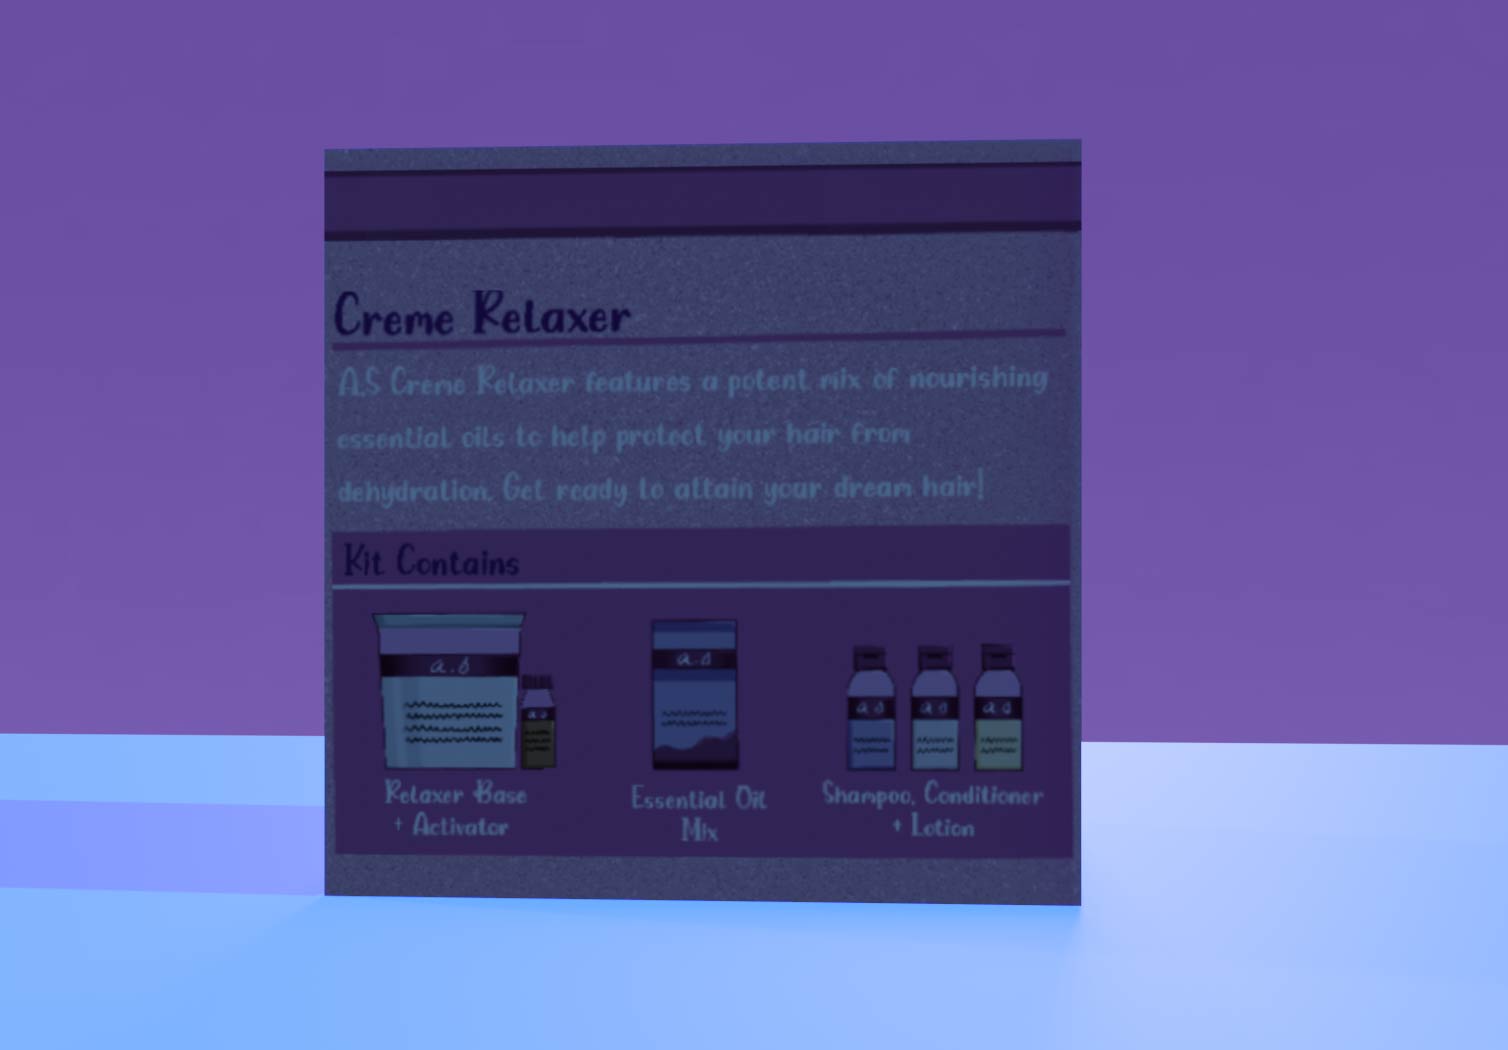 Creme Relaxer
A.S Creme Relaxer features a potent mix of nourishing
essential oils to help protect your hair from
dehydration. Get ready to attain your dream hair!
Kit Contains
a.s
a.s
a.s
a.s
a.s
a.s
Relaxer Base
+ Activator
Essential Oil
Mix
Shampoo, Conditioner
+ Lotion